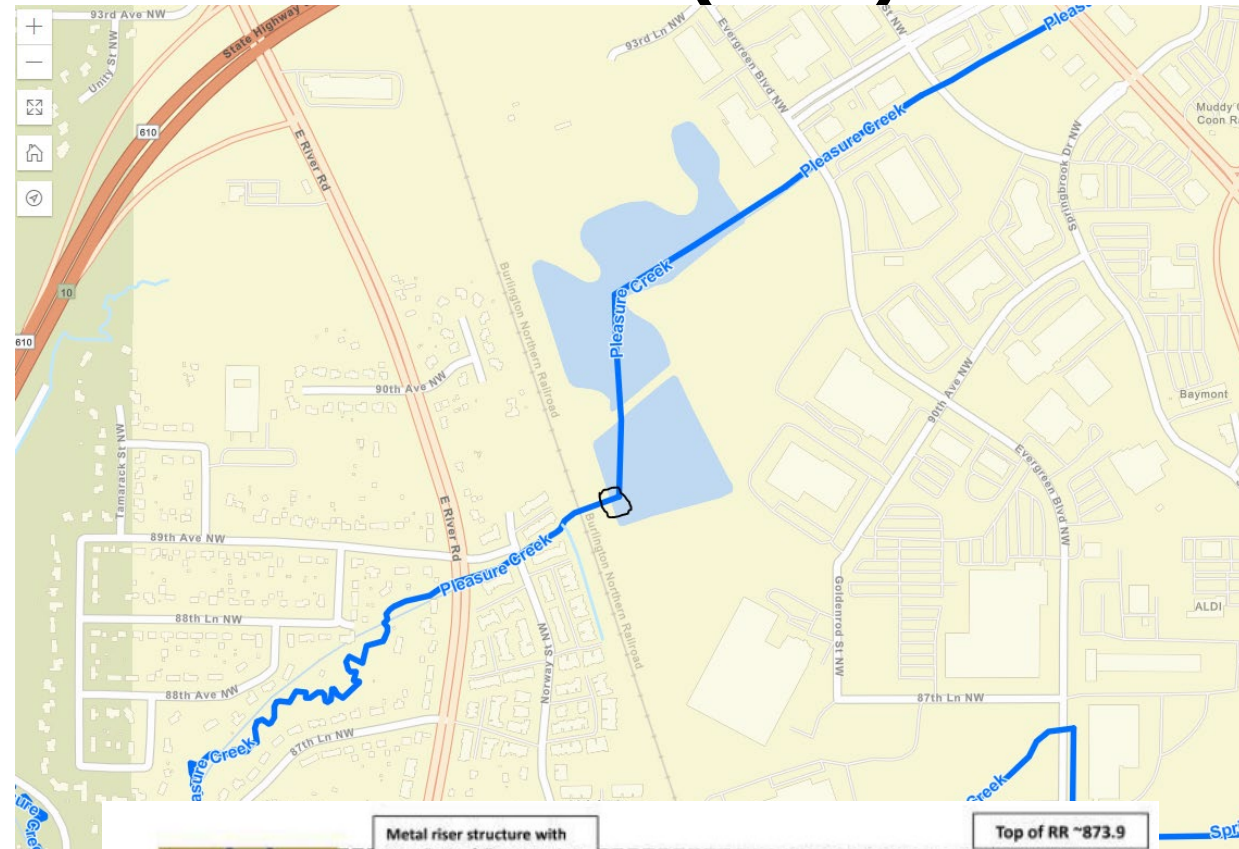 93rd Ave NW
Unity St NW
State Highway
610
E River Rd
93rd Ln NW
Evergreen Blvd NW
St NW
Pleasure Creek
Springbrook Dr NW
Muddy
Coon
10
610
Burlington Northern Railroad
Pleasure Creek
Pleasure
90th Ave NW
90th Ave NW
Baymont
Tamarack St NW
E River Rd
Evergreen Blvd NW
89th Ave NW
Burlington Northern Railroad
Pleasure Creek
88th Ln NW
Goldenrod St NW
ALDI
Norway St NW
88th Ave NW
87th Ln NW
87th Ln NW
Creek
Creek
Metal riser structure with
Top of RR ~873.9